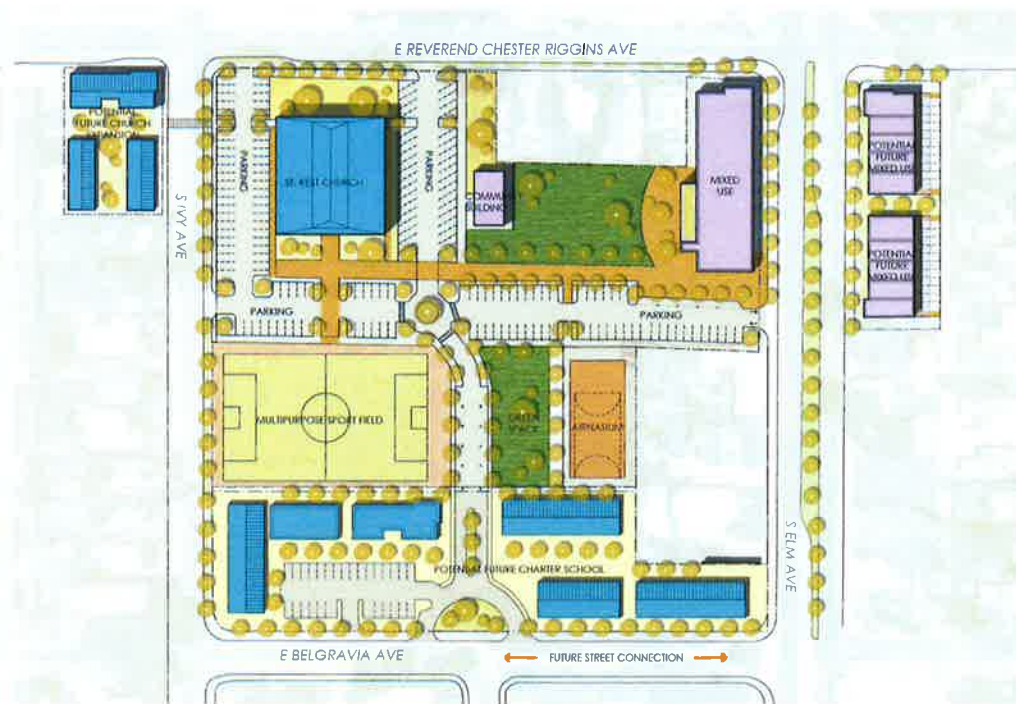 E REVEREND CHESTER RIGGINS AVE
POTENTIAL
FUTURE CHURCH
EXPANSION
S IVY AVE
PARKING
ST. REST CHURCH
PARKING
BUILDING
MIXED
USE
POTENTIAL
FUTURE
MIXED USE
POTENTIAL
FUTURE
MIXED USE
PARKING
PARKING
MULTIPURPOSE SPORT FIELD
GREEN
SPACE
POTENTIAL FUTURE CHARTER SCHOOL
S ELM AVE
E BELGRAVIA AVE
FUTURE STREET CONNECTION